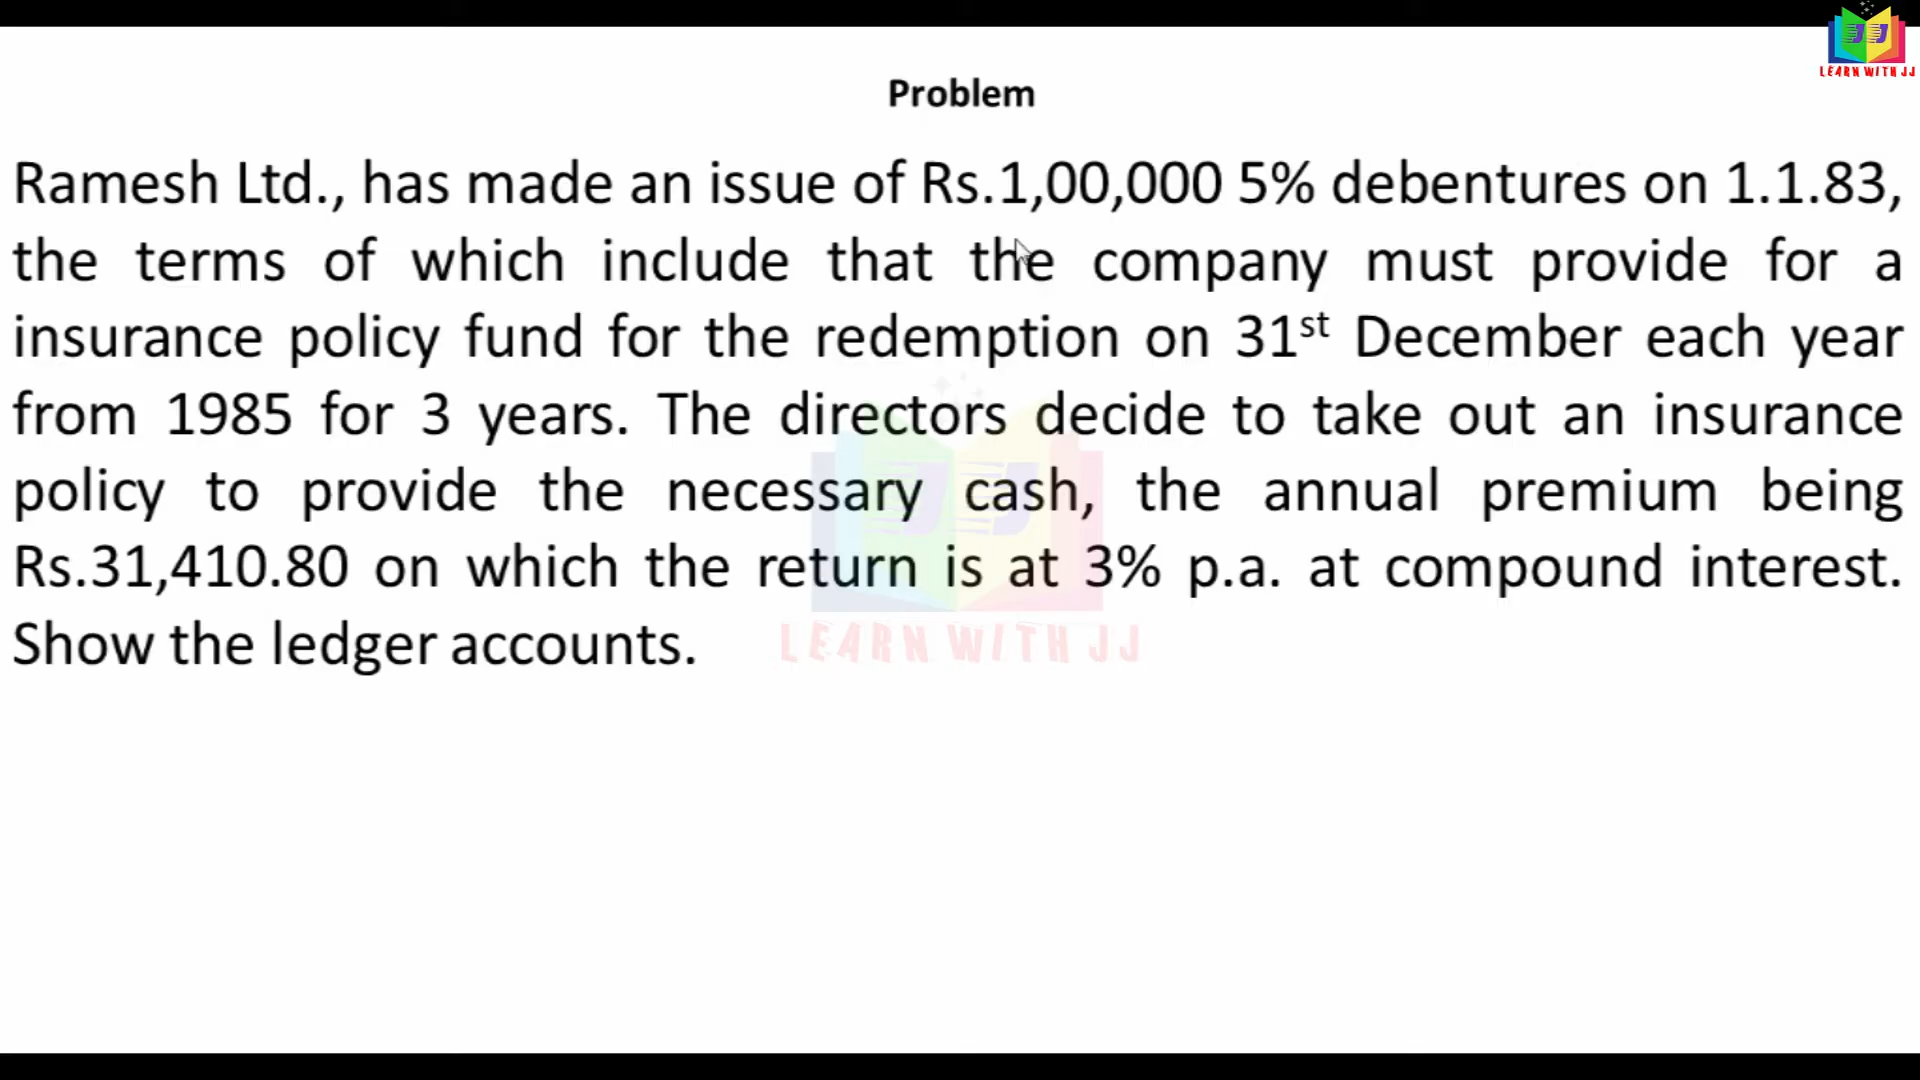 LEARN WITH JJ
Problem
Ramesh Ltd., has made an issue of Rs.1,00,000 5% debentures on 1.1.83,
the terms of which include that the company must provide for a
insurance policy fund for the redemption on 31st December each year
from 1985 for 3 years. The directors decide to take out an insurance
policy to provide the necessary cash, the annual premium being
Rs.31,410.80 on which the return is at 3% p.a. at compound interest.
Show the ledger accounts.
LEARN WITH JJ